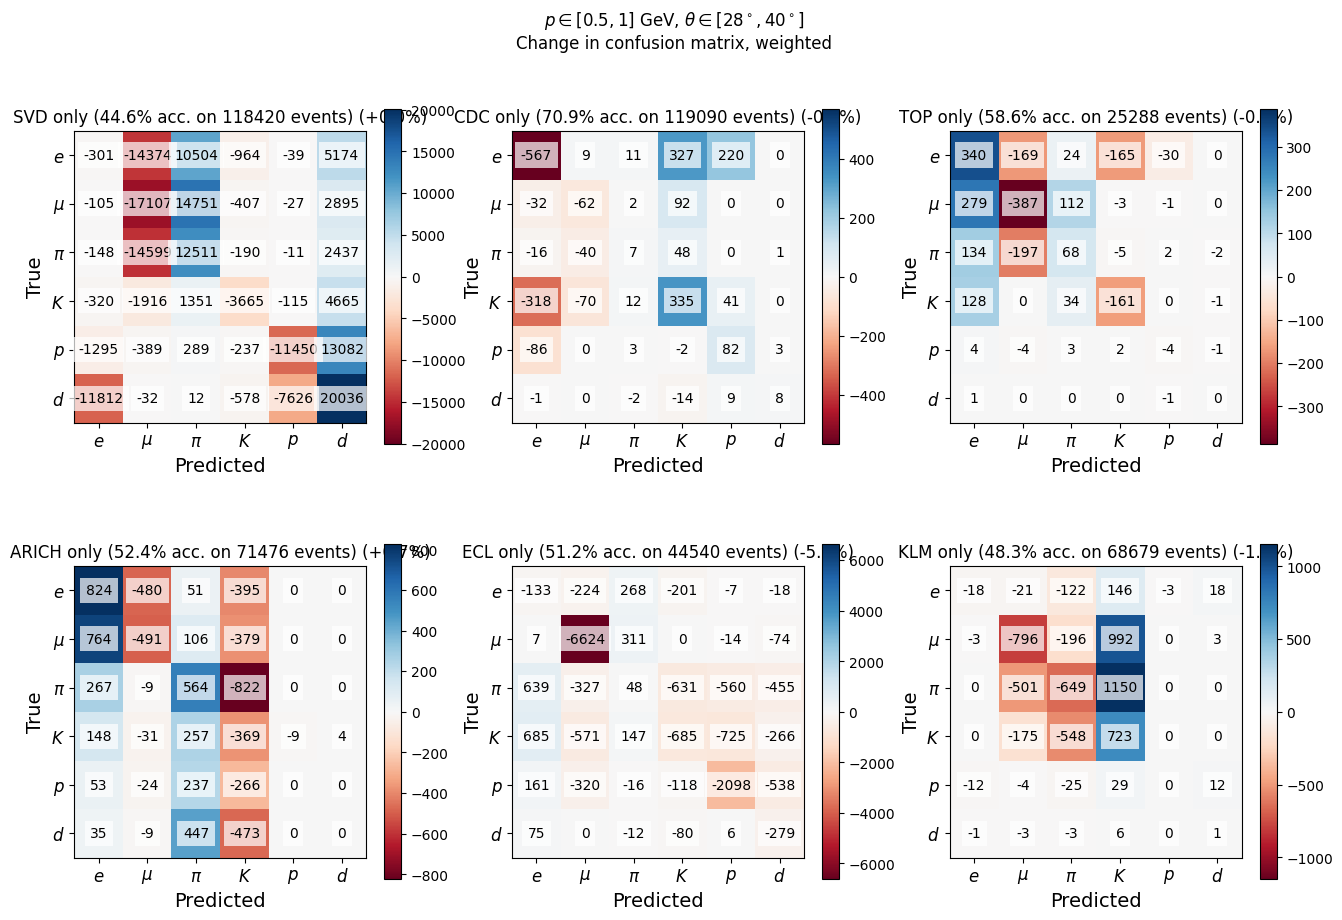 p ∈ [0.5, 1] GeV, θ ∈ [28°, 40°]
Change in confusion matrix, weighted
SVD only (44.6% acc. on 118420 events)
True
e -301 -14374 10504 -964 -39 5174
μ -105 -17107 14751 -407 -27 2895
π -148 -14599 12511 -190 -11 2437
K -320 -1916 1351 -3665 -115 4665
p -1295 -389 289 -237 -11450 13082
d -11812 -32 12 -578 -7626 20036
e μ π K p d
Predicted
20000
15000
10000
5000
0
−5000
−10000
−15000
−20000
CDC only (70.9% acc. on 119090 events)
True
e -567 9 11 327 220 0
μ -32 -62 2 92 0 0
π -16 -40 7 48 0 1
K -318 -70 12 335 41 0
p -86 0 3 -2 82 3
d -1 0 -2 -14 9 8
e μ π K p d
Predicted
400
200
0
−200
−400
TOP only (58.6% acc. on 25288 events)
True
e 340 -169 24 -165 -30 0
μ 279 -387 112 -3 -1 0
π 134 -197 68 -5 2 -2
K 128 0 34 -161 0 -1
p 4 -4 3 2 -4 -1
d 1 0 0 0 -1 0
e μ π K p d
Predicted
300
200
100
0
−100
−200
−300
ARICH only (52.4% acc. on 71476 events)
True
e 824 -480 51 -395 0 0
μ 764 -491 106 -379 0 0
π 267 -9 564 -822 0 0
K 148 -31 257 -369 -9 4
p 53 -24 237 -266 0 0
d 35 -9 447 -473 0 0
e μ π K p d
Predicted
800
600
400
200
0
−200
−400
−600
−800
ECL only (51.2% acc. on 44540 events)
True
e -133 -224 268 -201 -7 -18
μ 7 -6624 311 0 -14 -74
π 639 -327 48 -631 -560 -455
K 685 -571 147 -685 -725 -266
p 161 -320 -16 -118 -2098 -538
d 75 0 -12 -80 6 -279
e μ π K p d
Predicted
6000
4000
2000
0
−2000
−4000
−6000
KLM only (48.3% acc. on 68679 events)
True
e -18 -21 -122 146 -3 18
μ -3 -796 -196 992 0 3
π 0 -501 -649 1150 0 0
K 0 -175 -548 723 0 0
p -12 -4 -25 29 0 12
d -1 -3 -3 6 0 1
e μ π K p d
Predicted
1000
500
0
−500
−1000